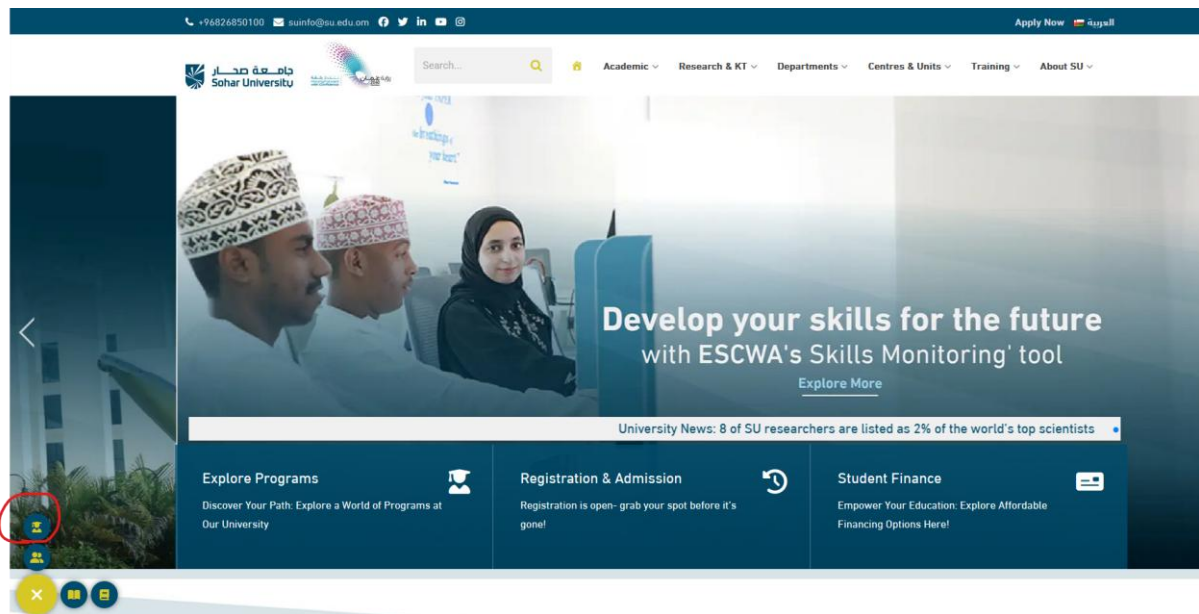 +96826850100 suinfo@su.edu.om
Apply Now العربية
جامـــعة صحـــار
Sohar University
Search...
Academic Research & KT Departments Centres & Units Training About SU
your heart."
Develop your skills for the future
with ESCWA's Skills Monitoring' tool
Explore More
University News: 8 of SU researchers are listed as 2% of the world's top scientists
Explore Programs
Discover Your Path: Explore a World of Programs at
Our University
Registration & Admission
Registration is open- grab your spot before it's
gone!
Student Finance
Empower Your Education: Explore Affordable
Financing Options Here!